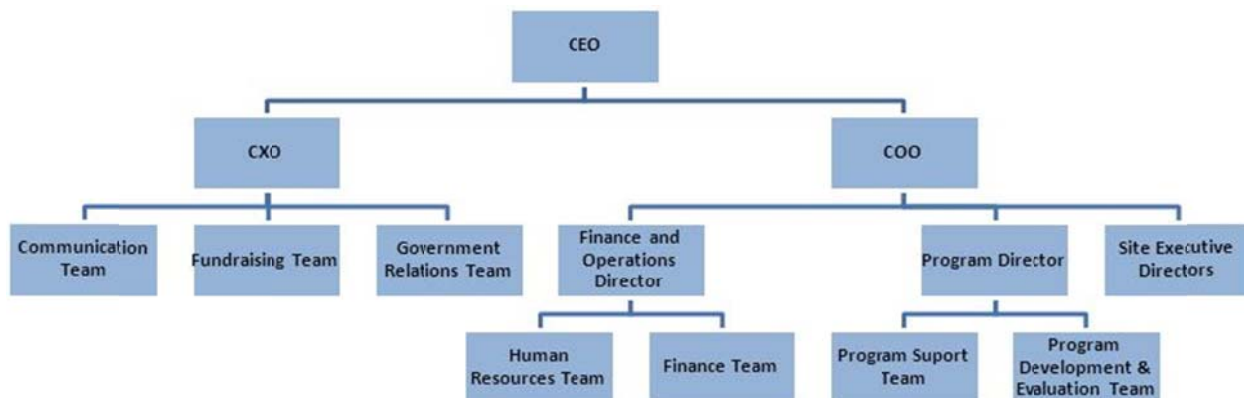 CEO
CXO
COO
Communication
Team
Fundraising Team
Government
Relations Team
Finance and
Operations
Director
Program Director
Site Executive
Directors
Human
Resources Team
Finance Team
Program Suport
Team
Program
Development &
Evaluation Team